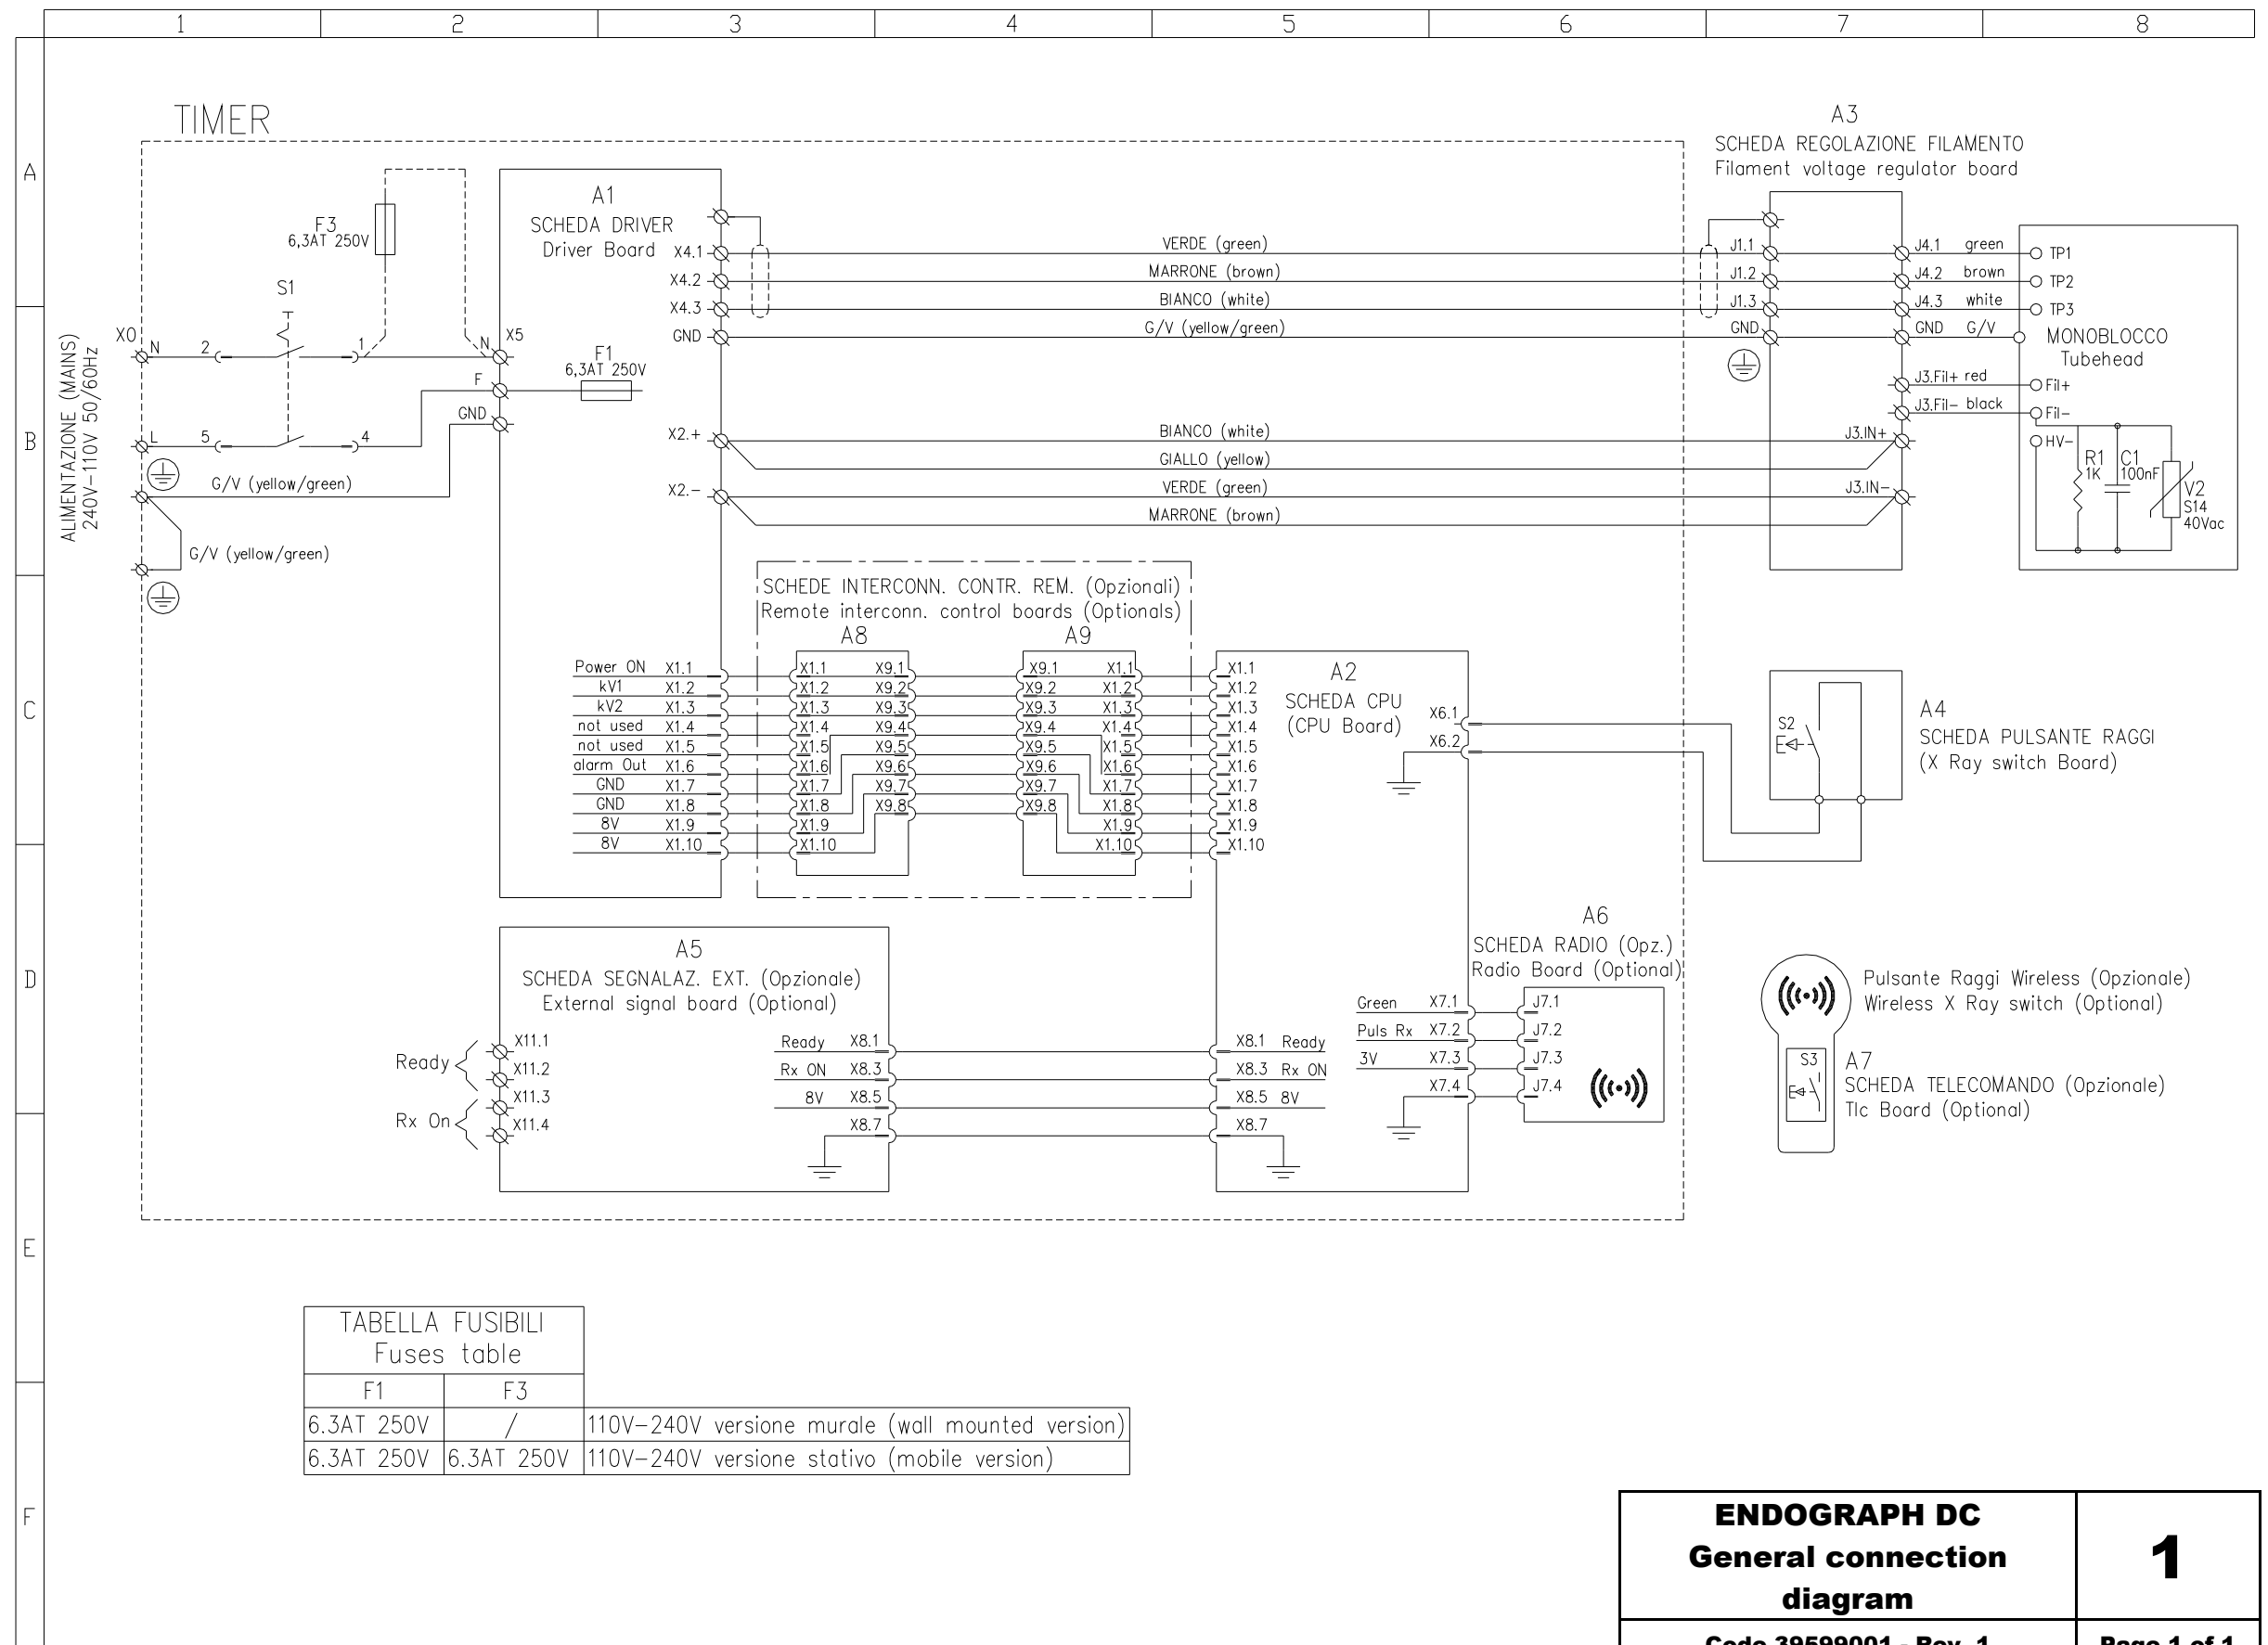 1 2 3 4 5 6 7 8
A
B
C
D
E
F
TIMER
ALIMENTAZIONE (MAINS)
240V-110V 50/60Hz
X0
N
2
1
S1
F3
6,3AT 250V
N
X5
L
5
4
F
GND
F1
6,3AT 250V
G/V (yellow/green)
G/V (yellow/green)
A1
SCHEDA DRIVER
Driver Board
X4.1
X4.2
X4.3
GND
X2.+
X2.-
VERDE (green)
MARRONE (brown)
BIANCO (white)
G/V (yellow/green)
BIANCO (white)
GIALLO (yellow)
VERDE (green)
MARRONE (brown)
A3
SCHEDA REGOLAZIONE FILAMENTO
Filament voltage regulator board
J1.1
J1.2
J1.3
GND
J4.1 green
J4.2 brown
J4.3 white
GND G/V
J3.Fil+ red
J3.Fil- black
J3.IN+
J3.IN-
TP1
TP2
TP3
MONOBLOCCO
Tubehead
Fil+
Fil-
HV-
R1
1K
C1
100nF
V2
S14
40Vac
SCHEDE INTERCONN. CONTR. REM. (Opzionali)
Remote interconn. control boards (Optionals)
A8
A9
Power ON X1.1 X1.1 X9.1 X9.1 X1.1 X1.1
kV1 X1.2 X1.2 X9.2 X9.2 X1.2 X1.2
kV2 X1.3 X1.3 X9.3 X9.3 X1.3 X1.3
not used X1.4 X1.4 X9.4 X9.4 X1.4 X1.4
not used X1.5 X1.5 X9.5 X9.5 X1.5 X1.5
alarm Out X1.6 X1.6 X9.6 X9.6 X1.6 X1.6
GND X1.7 X1.7 X9.7 X9.7 X1.7 X1.7
GND X1.8 X1.8 X9.8 X9.8 X1.8 X1.8
8V X1.9 X1.9 X1.9 X1.9
8V X1.10 X1.10 X1.10 X1.10
A2
SCHEDA CPU
(CPU Board)
X6.1
X6.2
S2
A4
SCHEDA PULSANTE RAGGI
(X Ray switch Board)
A5
SCHEDA SEGNALAZ. EXT. (Opzionale)
External signal board (Optional)
Ready
X11.1
X11.2
Rx On
X11.3
X11.4
Ready X8.1
Rx ON X8.3
8V X8.5
X8.7
X8.1 Ready
X8.3 Rx ON
X8.5 8V
X8.7
A6
SCHEDA RADIO (Opz.)
Radio Board (Optional)
Green X7.1 J7.1
Puls Rx X7.2 J7.2
3V X7.3 J7.3
X7.4 J7.4
Pulsante Raggi Wireless (Opzionale)
Wireless X Ray switch (Optional)
S3
A7
SCHEDA TELECOMANDO (Opzionale)
Tlc Board (Optional)
TABELLA FUSIBILI
Fuses table
F1 F3
6.3AT 250V / 110V-240V versione murale (wall mounted version)
6.3AT 250V 6.3AT 250V 110V-240V versione stativo (mobile version)
ENDOGRAPH DC
General connection
diagram
1
Code 39599001 - Rev. 1
Page 1 of 1